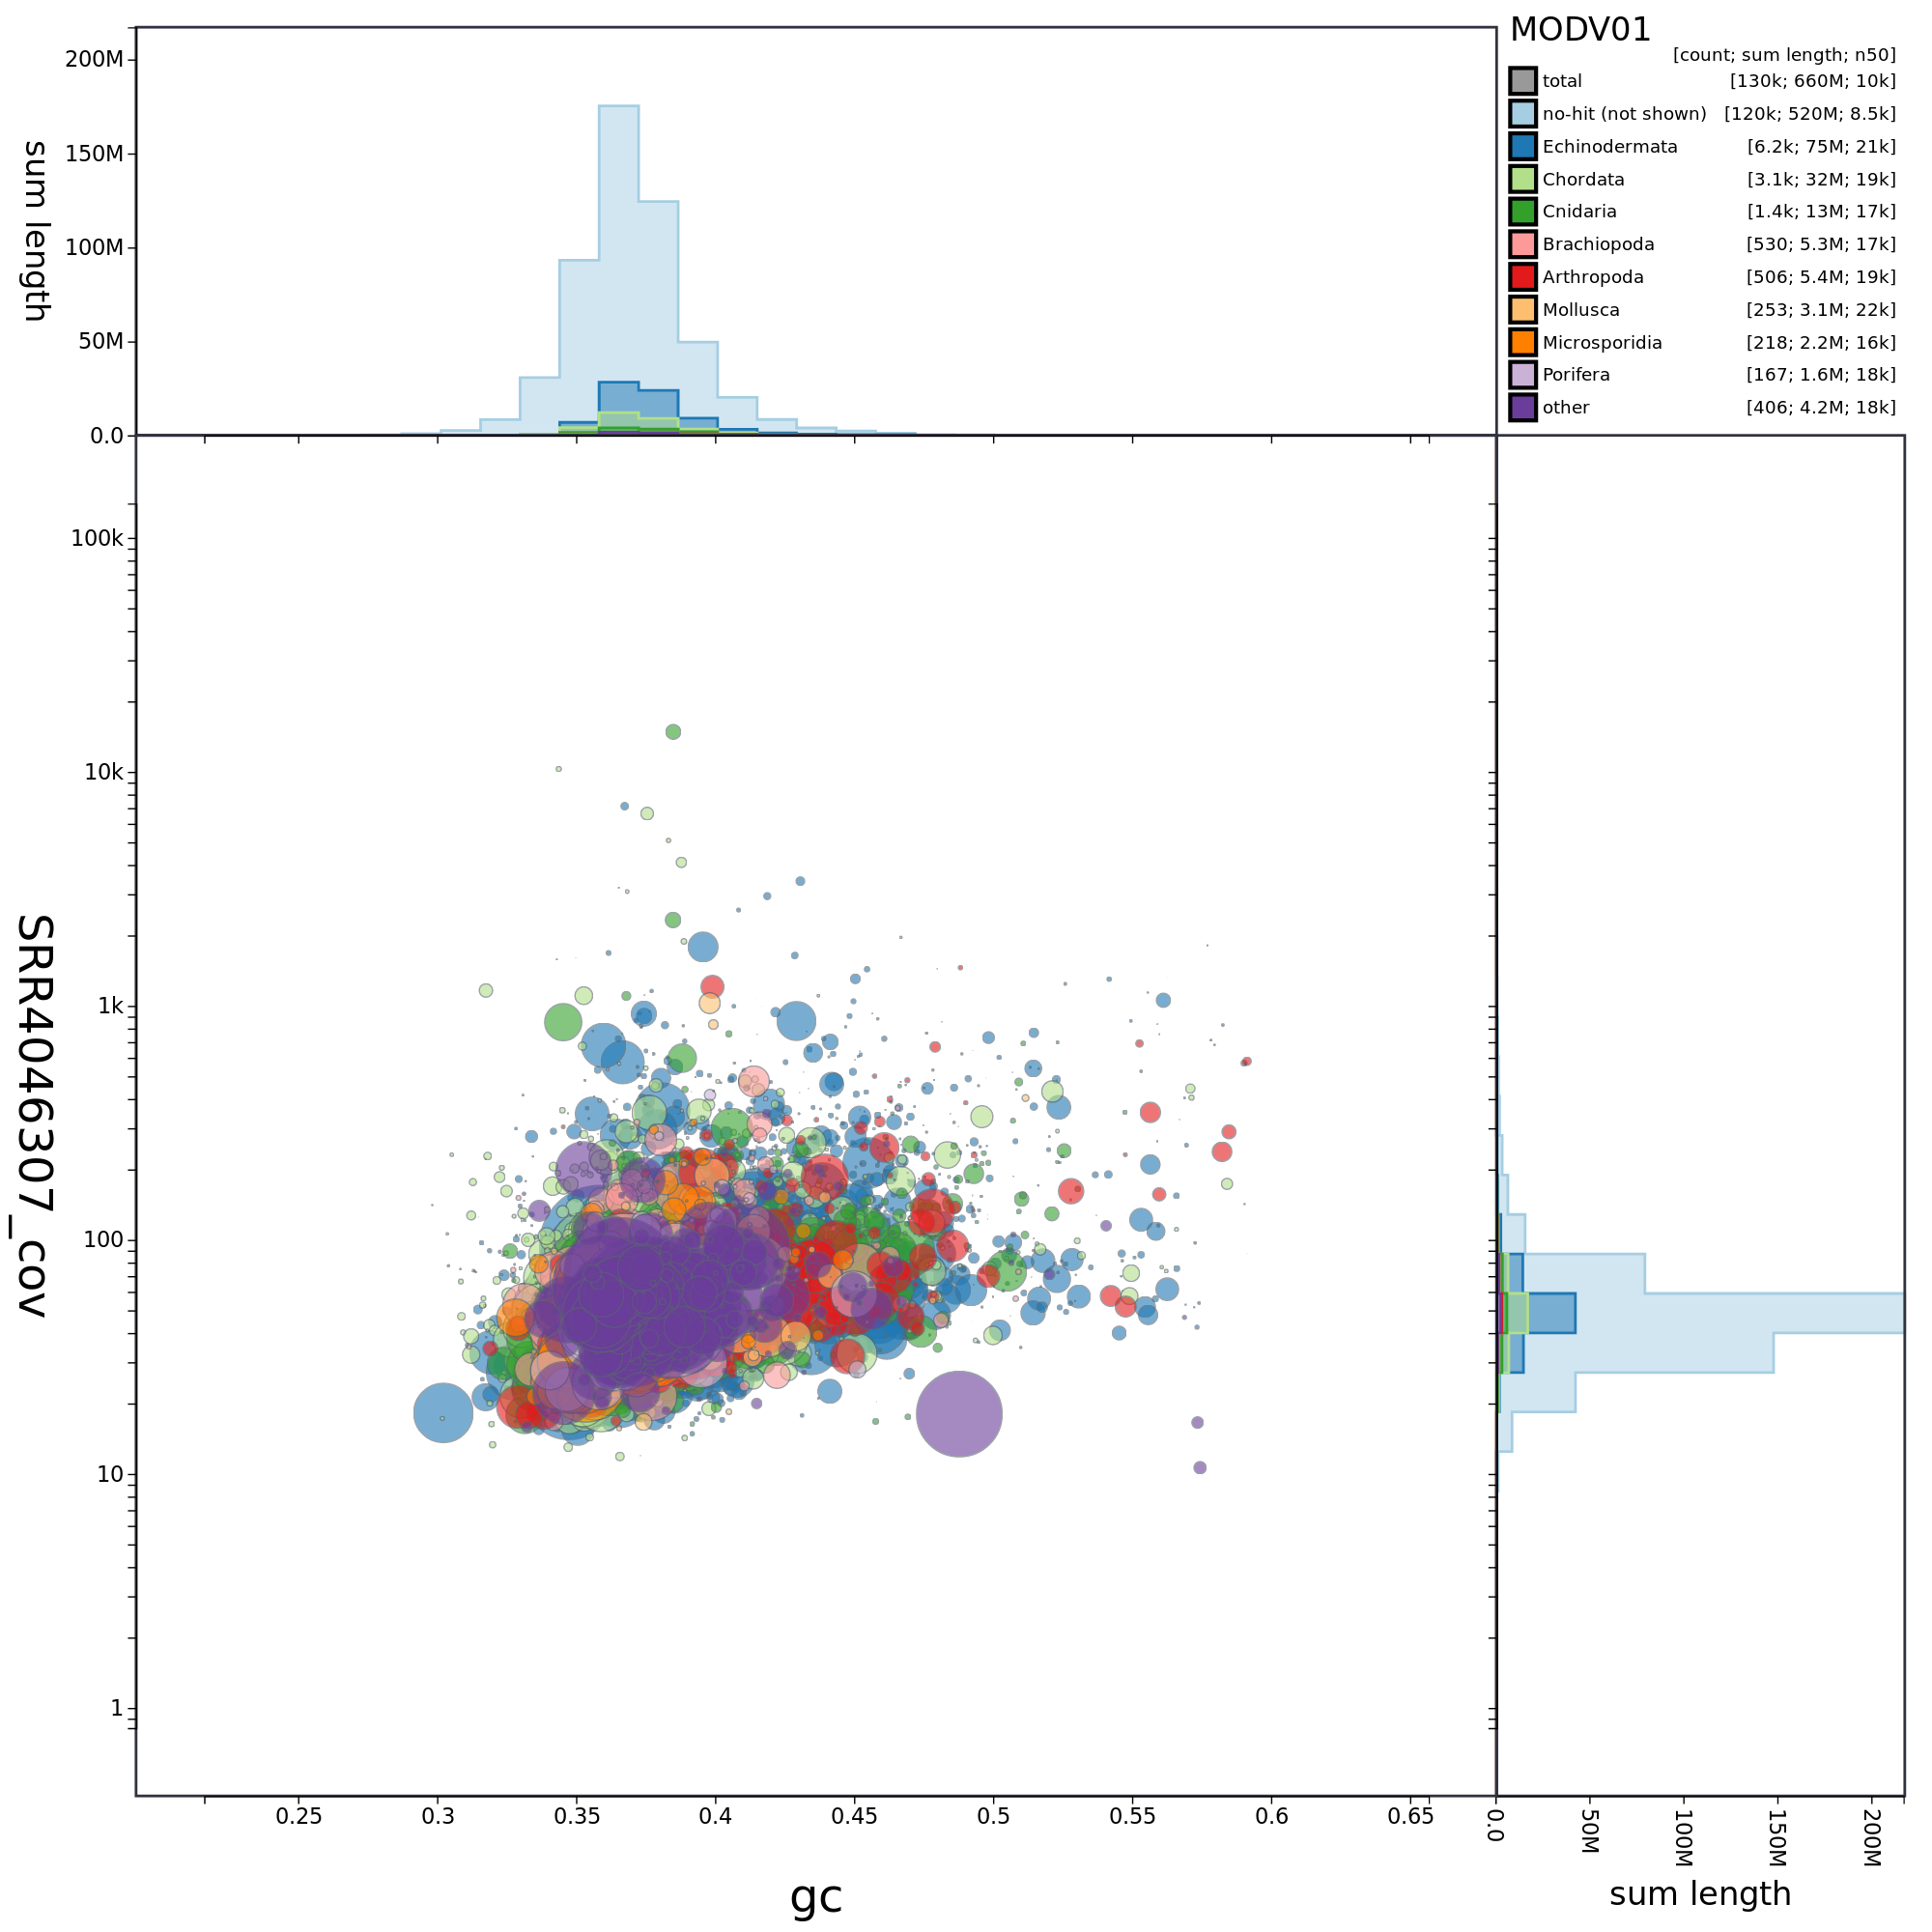 MODV01
[count; sum length; n50]
total [130k; 660M; 10k]
no-hit (not shown) [120k; 520M; 8.5k]
Echinodermata [6.2k; 75M; 21k]
Chordata [3.1k; 32M; 19k]
Cnidaria [1.4k; 13M; 17k]
Brachiopoda [530; 5.3M; 17k]
Arthropoda [506; 5.4M; 19k]
Mollusca [253; 3.1M; 22k]
Microsporidia [218; 2.2M; 16k]
Porifera [167; 1.6M; 18k]
other [406; 4.2M; 18k]
sum length
200M
150M
100M
50M
0.0
SRR4046307_cov
100k
10k
1k
100
10
1
0.25 0.3 0.35 0.4 0.45 0.5 0.55 0.6 0.65
gc
0.0 50M 100M 150M 200M
sum length